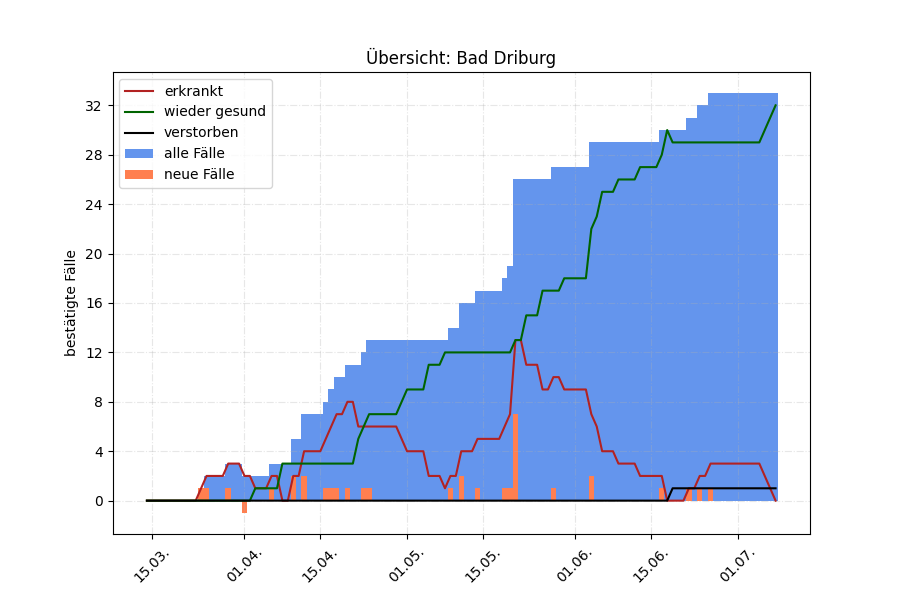 Übersicht: Bad Driburg
erkrankt
wieder gesund
verstorben
alle Fälle
neue Fälle
bestätigte Fälle
32
28
24
20
16
12
8
4
0
15.03.
01.04.
15.04.
01.05.
15.05.
01.06.
15.06.
01.07.